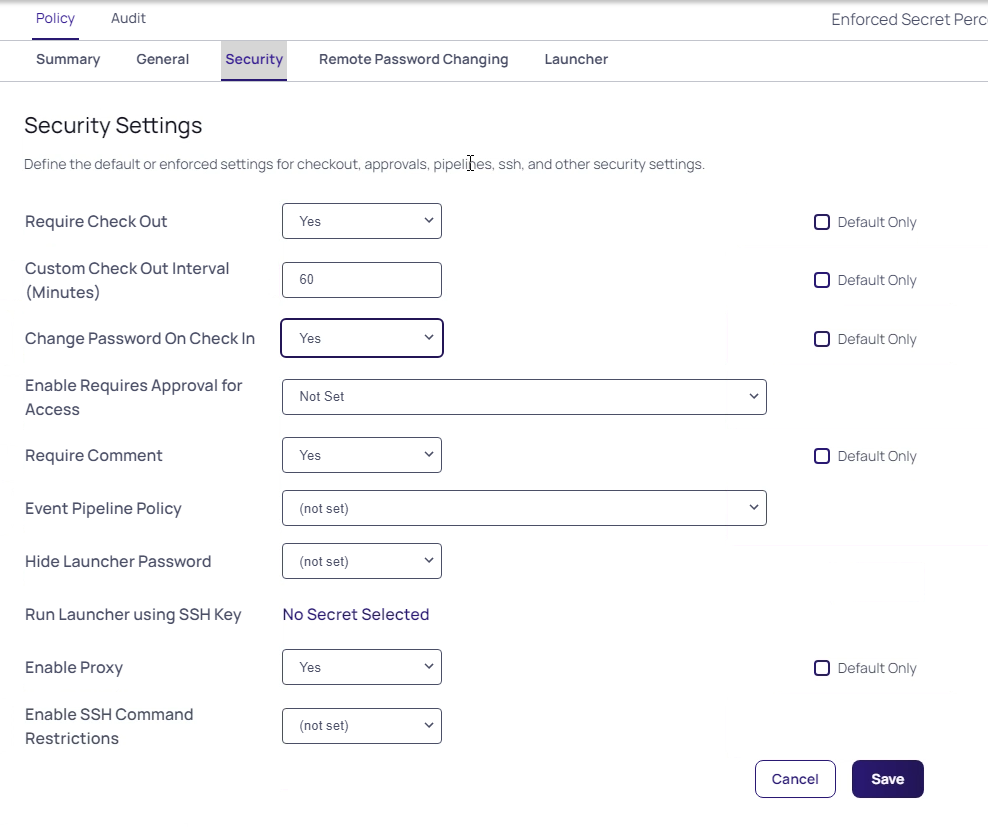 Policy Audit Enforced Secret Perc
Summary General Security Remote Password Changing Launcher
Security Settings
Define the default or enforced settings for checkout, approvals, pipelines, ssh, and other security settings.
Require Check Out Yes Default Only
Custom Check Out Interval
(Minutes) 60 Default Only
Change Password On Check In Yes Default Only
Enable Requires Approval for
Access Not Set
Require Comment Yes Default Only
Event Pipeline Policy (not set)
Hide Launcher Password (not set)
Run Launcher using SSH Key No Secret Selected
Enable Proxy Yes Default Only
Enable SSH Command
Restrictions (not set)
Cancel Save